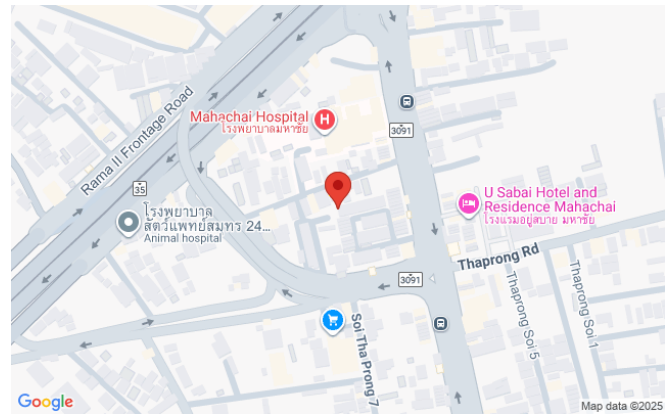 Rama II Frontage Road
35
Mahachai Hospital
โรงพยาบาลมหาชัย
H
3091
โรงพยาบาล
สัตว์แพทย์สมุทร 24...
Animal hospital
U Sabai Hotel and
Residence Mahachai
โรงแรมอยู่สบาย มหาชัย
Thaprong Rd
3091
Soi Tha Prong 7
Thaprong Soi 5
Thaprong Soi 1
Google
Map data ©2025